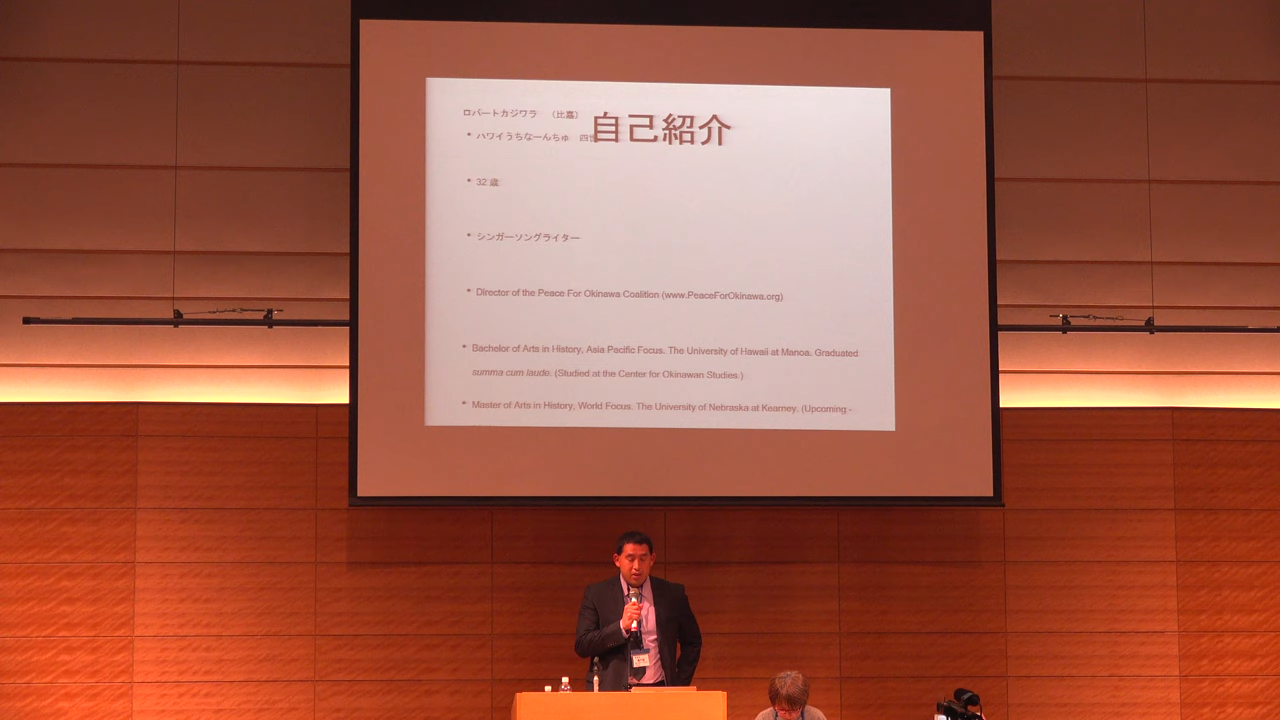 自己紹介
ロバートカジワラ （比嘉）
• ハワイうちなーんちゅ 四世
• 32 歳
• シンガーソングライター
• Director of the Peace For Okinawa Coalition (www.PeaceForOkinawa.org)
• Bachelor of Arts in History, Asia Pacific Focus. The University of Hawaii at Manoa. Graduated
summa cum laude. (Studied at the Center for Okinawan Studies.)
• Master of Arts in History, World Focus. The University of Nebraska at Kearney. (Upcoming -